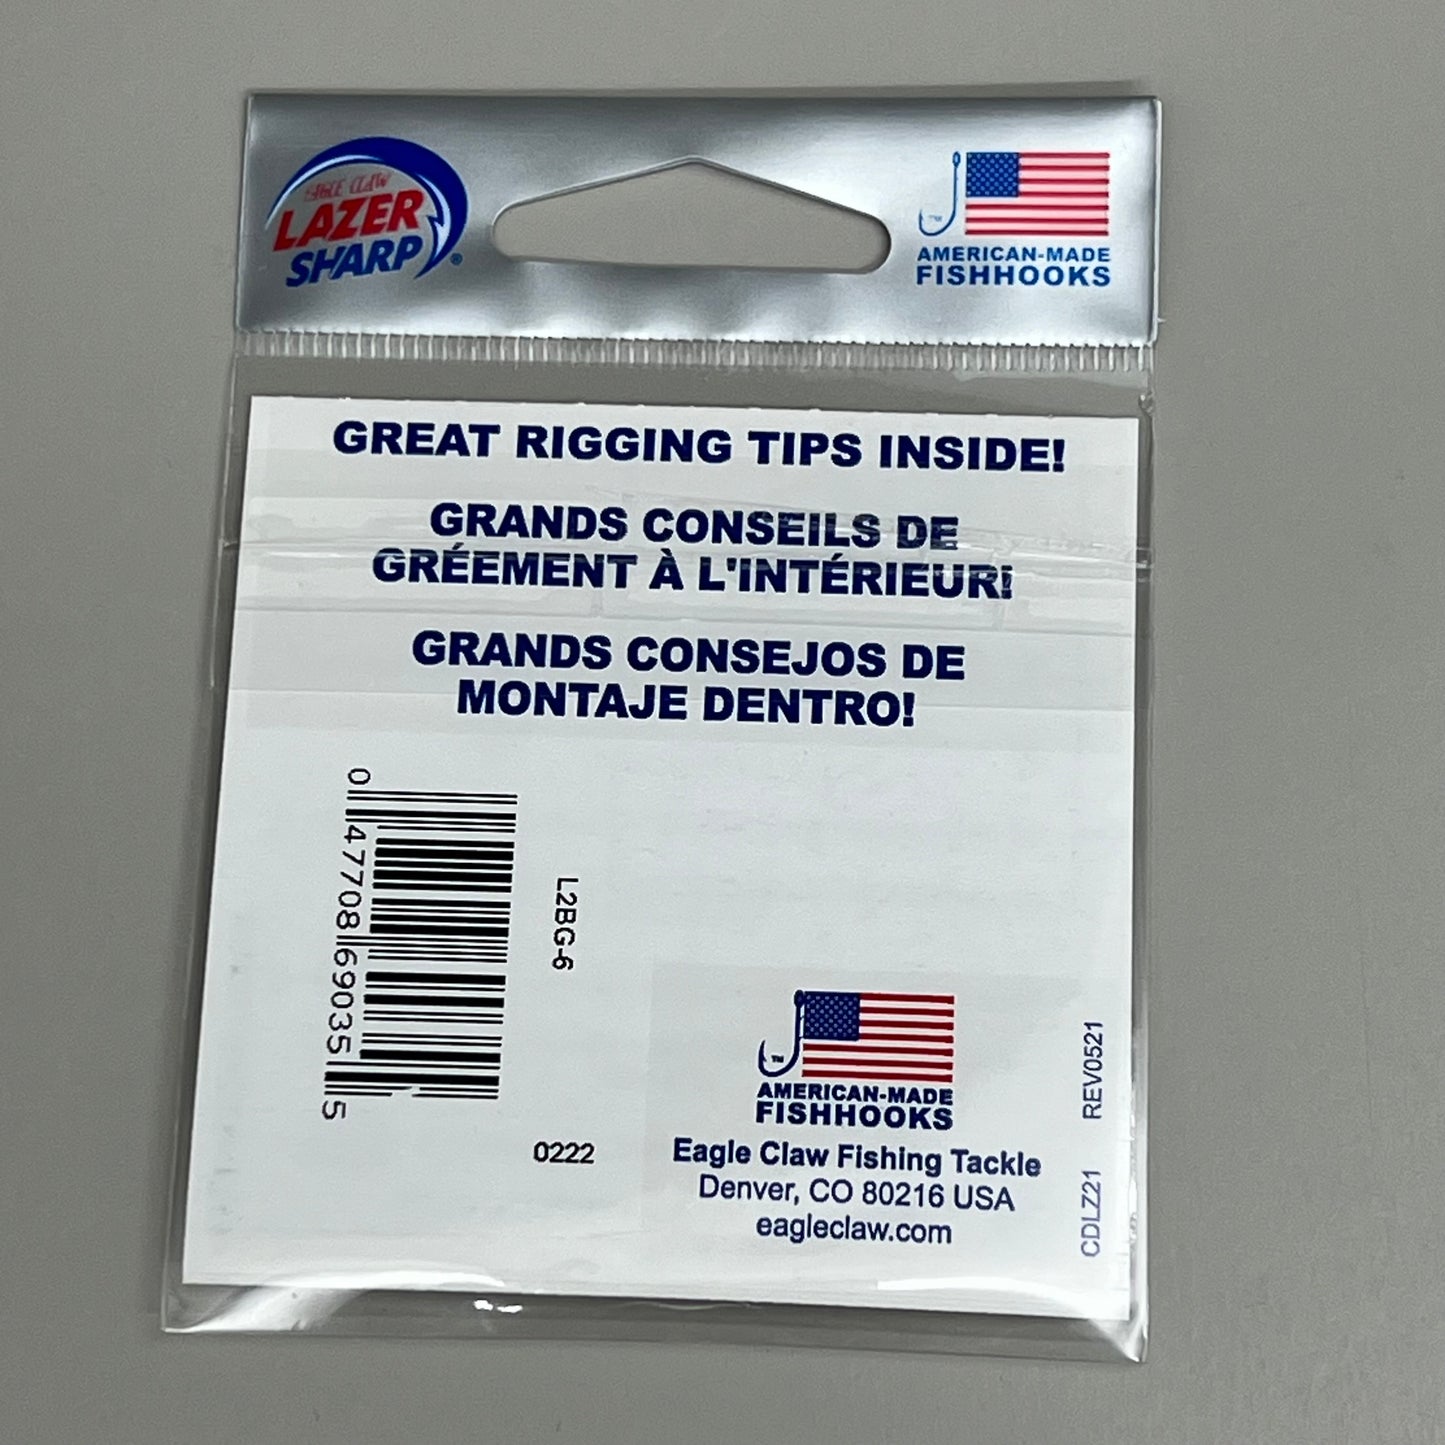 EAGLE CLAW
LAZER
SHARP®
™
AMERICAN-MADE
FISHHOOKS
GREAT RIGGING TIPS INSIDE!
GRANDS CONSEILS DE
GRÉEMENT À L'INTÉRIEUR!
GRANDS CONSEJOS DE
MONTAJE DENTRO!
0 47708 69035 5
L2BG-6
0222
™
AMERICAN-MADE
FISHHOOKS
Eagle Claw Fishing Tackle
Denver, CO 80216 USA
eagleclaw.com
CDLZ21 REV0521